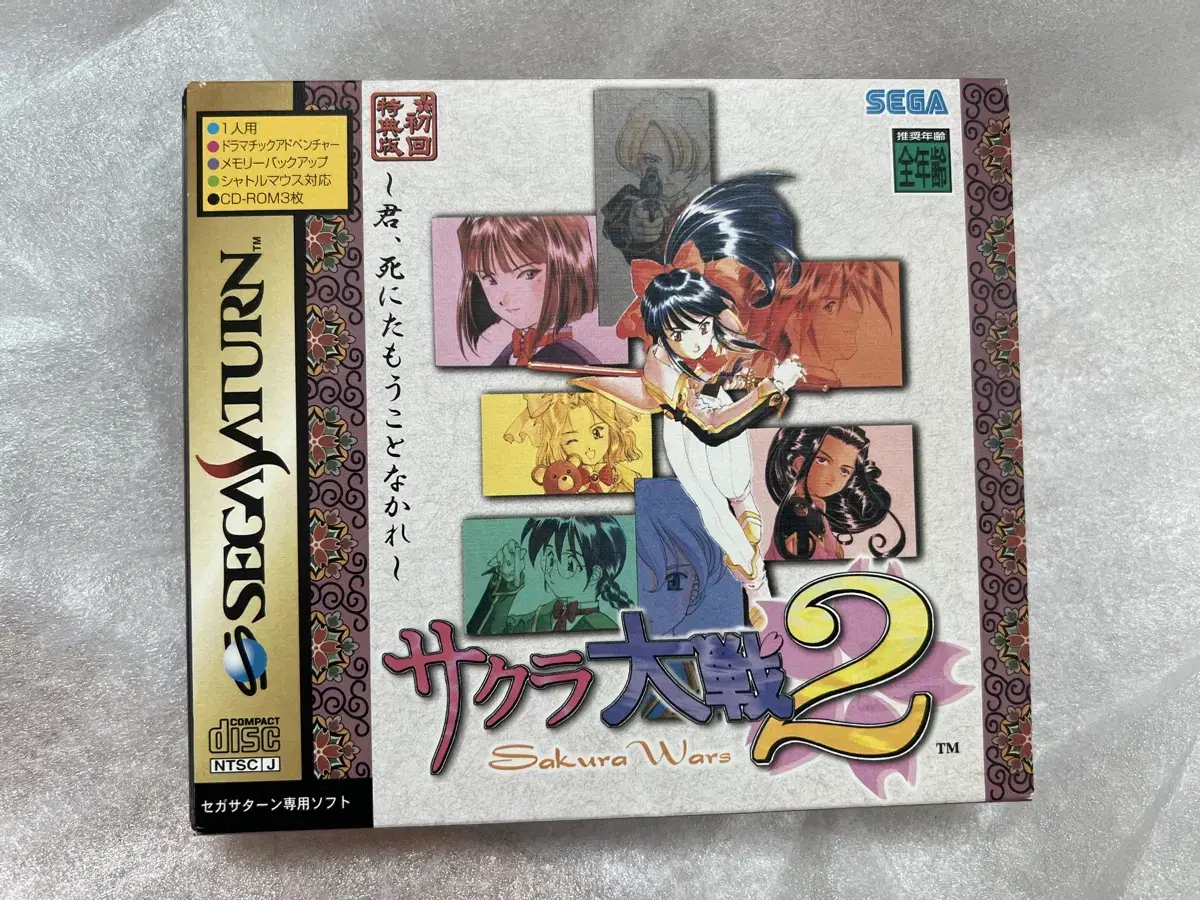 ●1人用
●ドラマチックアドベンチャー
●メモリーバックアップ
●シャトルマウス対応
●CD-ROM3枚
SEGA SATURN™
COMPACT
disc
NTSC J
セガサターン専用ソフト
初回
特典版
~君、死にたもうことなかれ~
SEGA
推奨年齢
全年齢
サクラ大戦2
Sakura Wars
TM